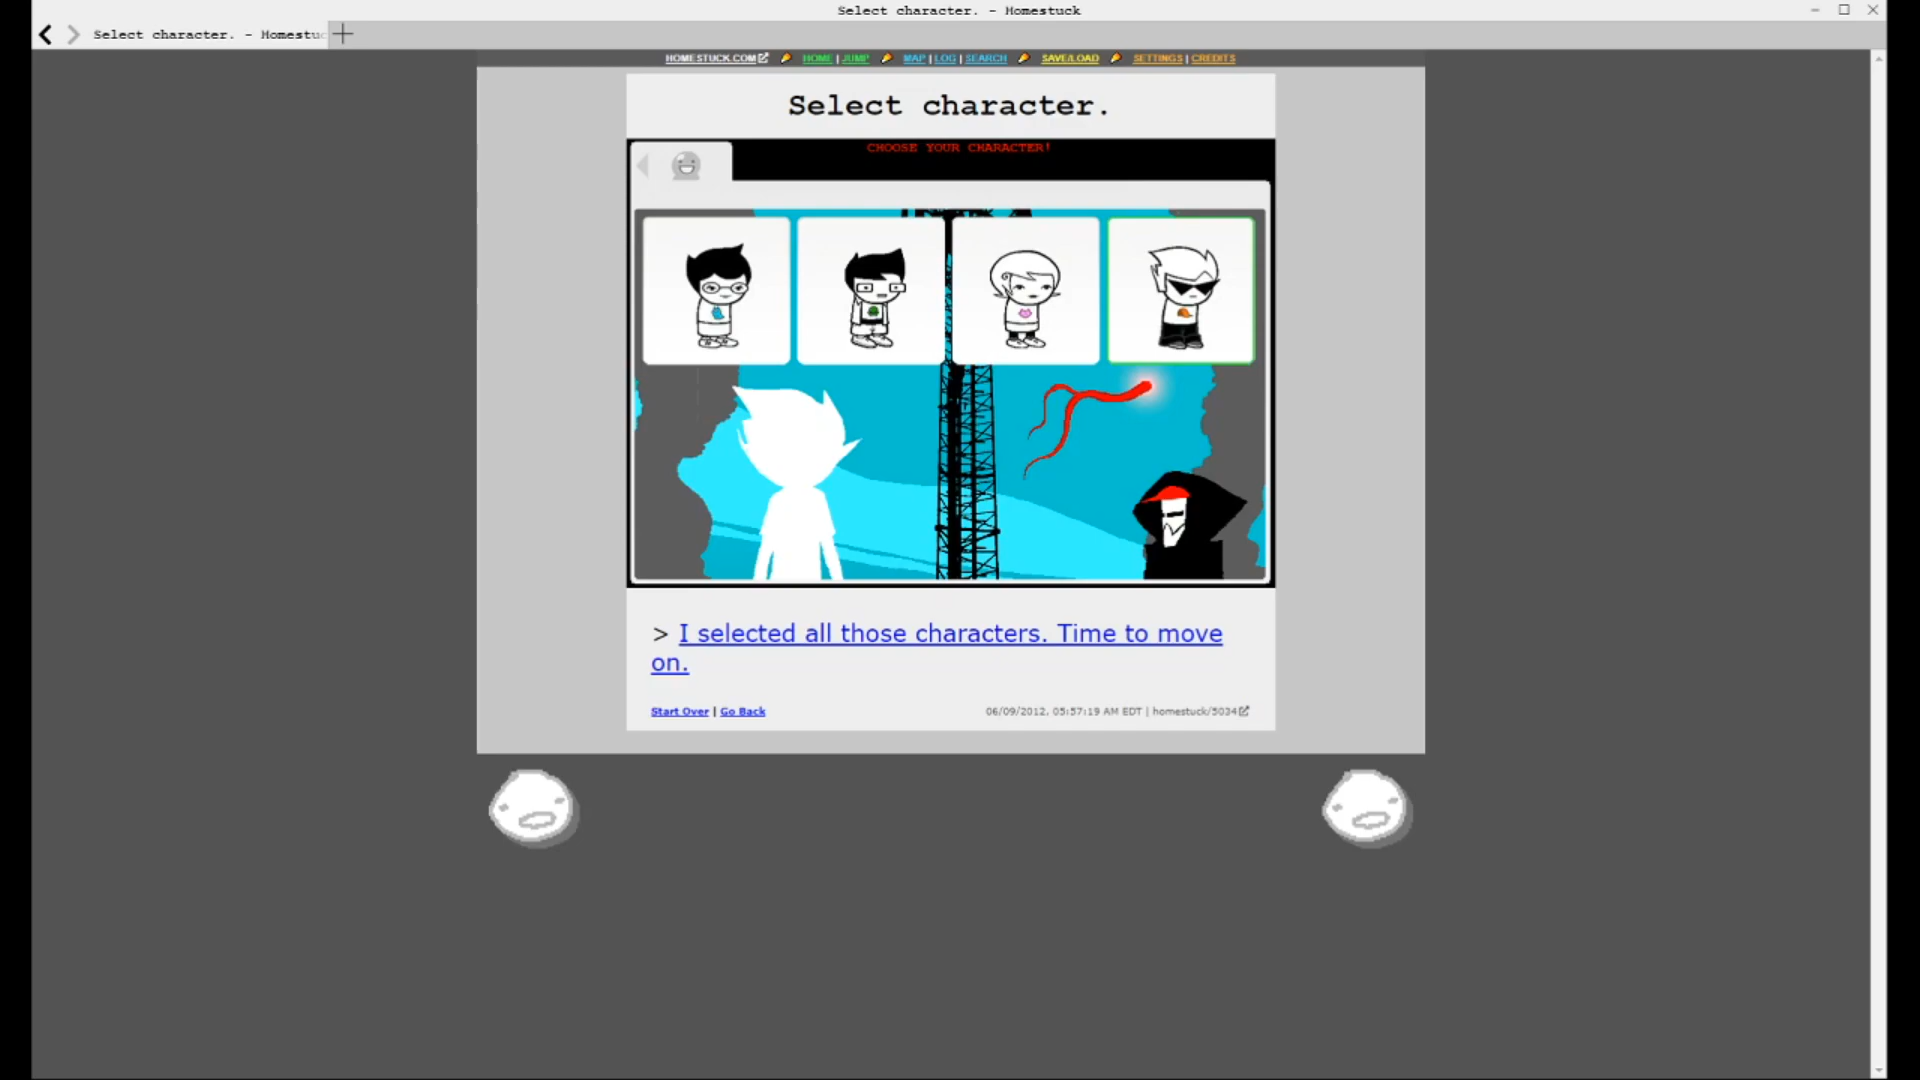 Select character. - Homestuck
Select character. - Homestuc
HOMESTUCK.COM HOME | JUMP MAP | LOG | SEARCH SAVE/LOAD SETTINGS | CREDITS
Select character.
CHOOSE YOUR CHARACTER!
> I selected all those characters. Time to move
on.
Start Over | Go Back 06/09/2012, 05:57:19 AM EDT | homestuck/5034